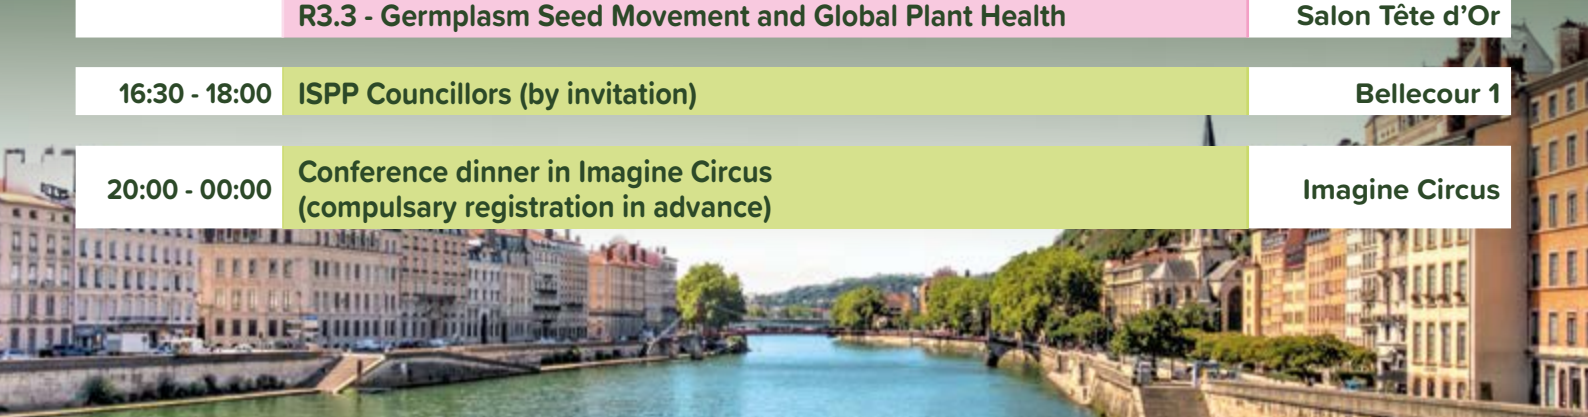 R3.3 - Germplasm Seed Movement and Global Plant Health Salon Tête d’Or
16:30 - 18:00 ISPP Councillors (by invitation) Bellecour 1
20:00 - 00:00 Conference dinner in Imagine Circus
(compulsary registration in advance) Imagine Circus